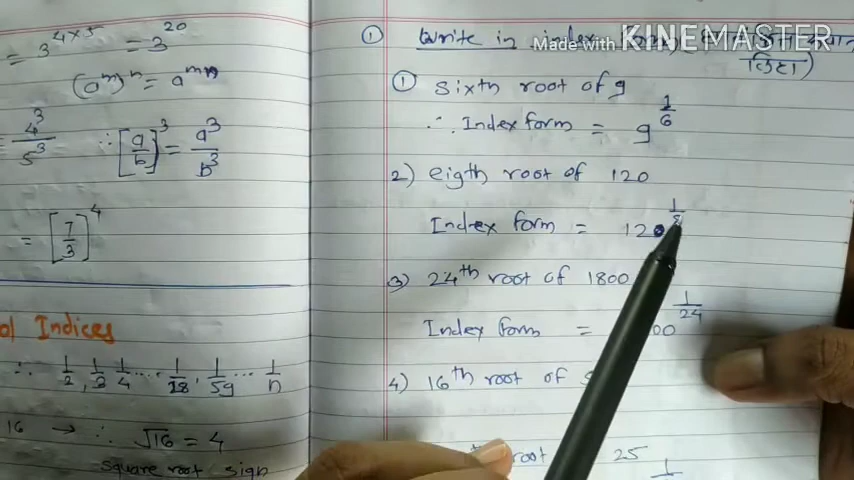 = 3^{4×5} = 3^{20}
(a^m)^n = a^{mn}
= 4^3/5^3 ∴ [a/b]^3 = a^3/b^3
= [7/3]^4
Indices
∴ 1/2, 1/3 1/4 .... 1/28, 1/59 ... 1/n
16 → ∴ √16 = 4
square root sign
Made with KINEMASTER
① Write in index
① Sixth root of 9
∴ Index form = 9^{1/6}
2) eigth root of 120
Index form = 120^{1/8}
③ 24th root of 1800
Index form = 00^{1/24}
4) 16th root of
root 25
1